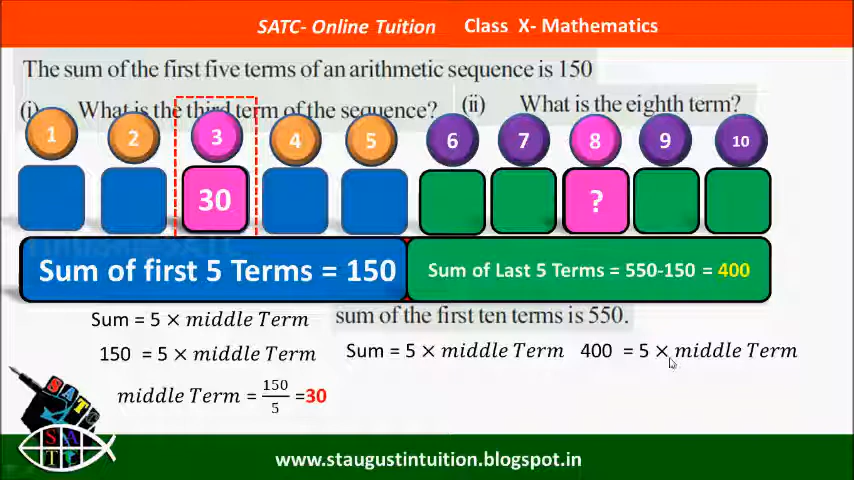 SATC- Online Tuition Class X- Mathematics
The sum of the first five terms of an arithmetic sequence is 150
(i) What is the third term of the sequence? (ii) What is the eighth term?
1 2 3 4 5 6 7 8 9 10
30 ?
Sum of first 5 Terms = 150 Sum of Last 5 Terms = 550-150 = 400
Sum = 5 × middle Term sum of the first ten terms is 550.
150 = 5 × middle Term Sum = 5 × middle Term 400 = 5 × middle Term
middle Term = 150/5 =30
SATC
SATC
www.staugustintuition.blogspot.in